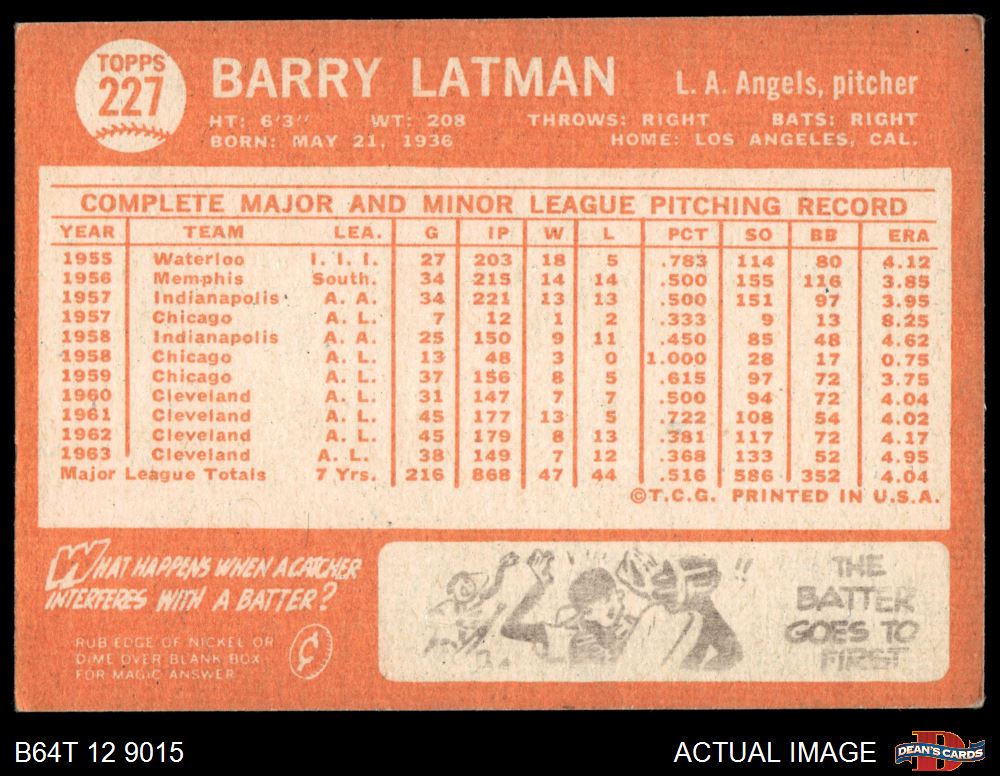 TOPPS
227
BARRY LATMAN
L. A. Angels, pitcher
HT: 6'3" WT: 208 THROWS: RIGHT BATS: RIGHT
BORN: MAY 21, 1936 HOME: LOS ANGELES, CAL.
COMPLETE MAJOR AND MINOR LEAGUE PITCHING RECORD
YEAR TEAM LEA. G IP W L PCT SO BB ERA
1955 Waterloo I. I. I. 27 203 18 5 .783 114 80 4.12
1956 Memphis South. 34 215 14 14 .500 155 116 3.85
1957 Indianapolis A. A. 34 221 13 13 .500 151 97 3.95
1957 Chicago A. L. 7 12 1 2 .333 9 13 8.25
1958 Indianapolis A. A. 25 150 9 11 .450 85 48 4.62
1958 Chicago A. L. 13 48 3 0 1.000 28 17 0.75
1959 Chicago A. L. 37 156 8 5 .615 97 72 3.75
1960 Cleveland A. L. 31 147 7 7 .500 94 72 4.04
1961 Cleveland A. L. 45 177 13 5 .722 108 54 4.02
1962 Cleveland A. L. 45 179 8 13 .381 117 72 4.17
1963 Cleveland A. L. 38 149 7 12 .368 133 52 4.95
Major League Totals 7 Yrs. 216 868 47 44 .516 586 352 4.04
©T.C.G. PRINTED IN U.S.A.
WHAT HAPPENS WHEN A CATCHER
INTERFERES WITH A BATTER?
RUB EDGE OF NICKEL OR
DIME OVER BLANK BOX
FOR MAGIC ANSWER
!!
THE
BATTER
GOES TO
FIRST
B64T 12 9015
ACTUAL IMAGE
DEAN'S CARDS